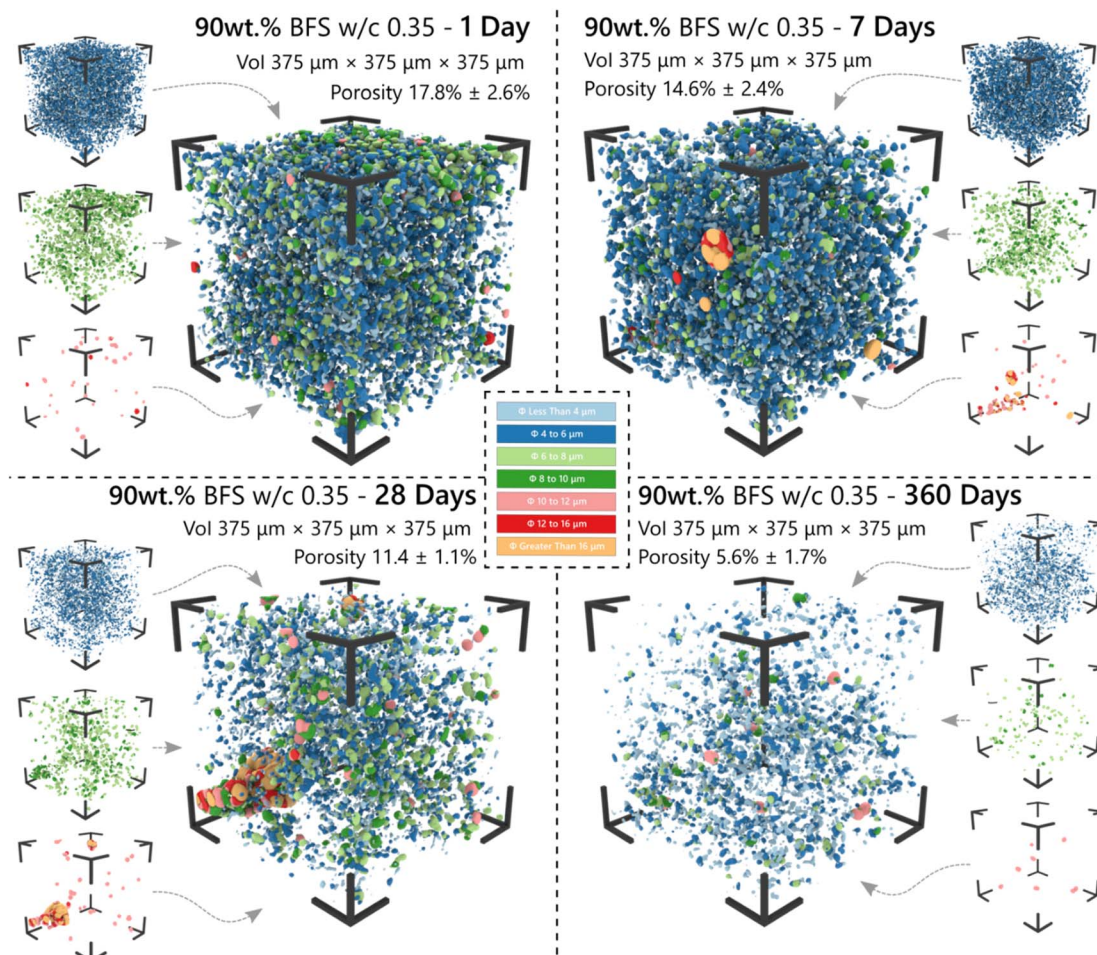 90wt.% BFS w/c 0.35 - 1 Day
Vol 375 µm × 375 µm × 375 µm
Porosity 17.8% ± 2.6%
90wt.% BFS w/c 0.35 - 7 Days
Vol 375 µm × 375 µm × 375 µm
Porosity 14.6% ± 2.4%
Φ Less Than 4 µm
Φ 4 to 6 µm
Φ 6 to 8 µm
Φ 8 to 10 µm
Φ 10 to 12 µm
Φ 12 to 16 µm
Φ Greater Than 16 µm
90wt.% BFS w/c 0.35 - 28 Days
Vol 375 µm × 375 µm × 375 µm
Porosity 11.4 ± 1.1%
90wt.% BFS w/c 0.35 - 360 Days
Vol 375 µm × 375 µm × 375 µm
Porosity 5.6% ± 1.7%